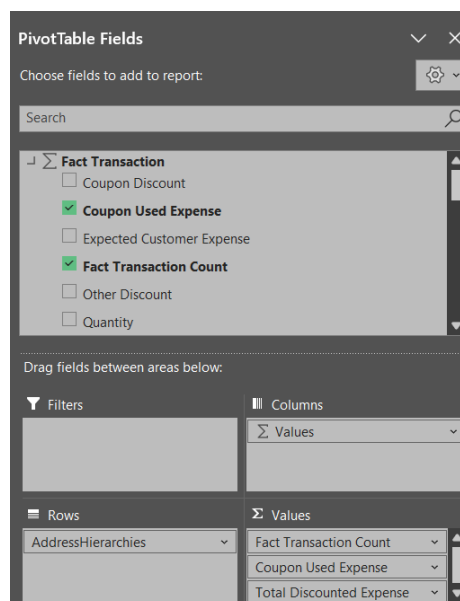 PivotTable Fields
Choose fields to add to report:
Search
Σ Fact Transaction
Coupon Discount
Coupon Used Expense
Expected Customer Expense
Fact Transaction Count
Other Discount
Quantity
Drag fields between areas below:
Filters
Columns
Σ Values
Rows
Σ Values
AddressHierarchies
Fact Transaction Count
Coupon Used Expense
Total Discounted Expense